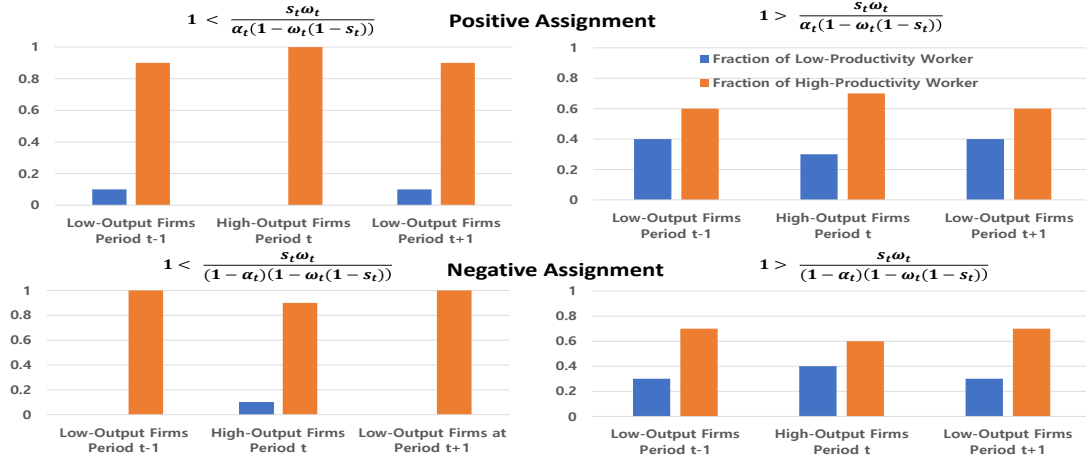 1 < s_tω_t / α_t(1 − ω_t(1 − s_t))
Positive Assignment
1 > s_tω_t / α_t(1 − ω_t(1 − s_t))
1
0.8
0.6
0.4
0.2
0
Low-Output Firms High-Output Firms Low-Output Firms
Period t-1 Period t Period t+1
Fraction of Low-Productivity Worker
Fraction of High-Productivity Worker
1
0.8
0.6
0.4
0.2
0
Low-Output Firms High-Output Firms Low-Output Firms
Period t-1 Period t Period t+1
1 < s_tω_t / (1 − α_t)(1 − ω_t(1 − s_t))
Negative Assignment
1 > s_tω_t / (1 − α_t)(1 − ω_t(1 − s_t))
1
0.8
0.6
0.4
0.2
0
Low-Output Firms High-Output Firms Low-Output Firms at
Period t-1 Period t Period t+1
1
0.8
0.6
0.4
0.2
0
Low-Output Firms High-Output Firms Low-Output Firms
Period t-1 Period t Period t+1